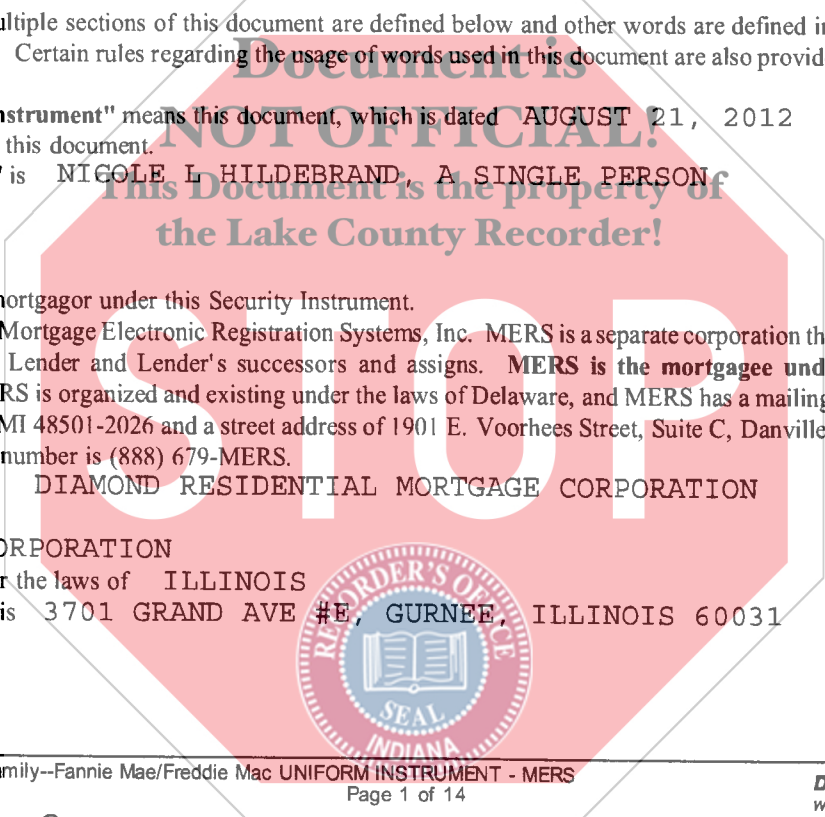 ultiple sections of this document are defined below and other words are defined in
Certain rules regarding the usage of words used in this document are also provid
Document is
nstrument" means this document, which is dated AUGUST 21, 2012
this document.
NOT OFFICIAL!
" is NICOLE L HILDEBRAND, A SINGLE PERSON
This Document is the property of
the Lake County Recorder!
STOP
mortgagor under this Security Instrument.
Mortgage Electronic Registration Systems, Inc. MERS is a separate corporation th
Lender and Lender's successors and assigns. MERS is the mortgagee und
RS is organized and existing under the laws of Delaware, and MERS has a mailing
MI 48501-2026 and a street address of 1901 E. Voorhees Street, Suite C, Danville
number is (888) 679-MERS.
DIAMOND RESIDENTIAL MORTGAGE CORPORATION
ORPORATION
r the laws of ILLINOIS
is 3701 GRAND AVE #E, GURNEE, ILLINOIS 60031
RECORDER'S OFFICE
SEAL
INDIANA
mily--Fannie Mae/Freddie Mac UNIFORM INSTRUMENT - MERS
Page 1 of 14